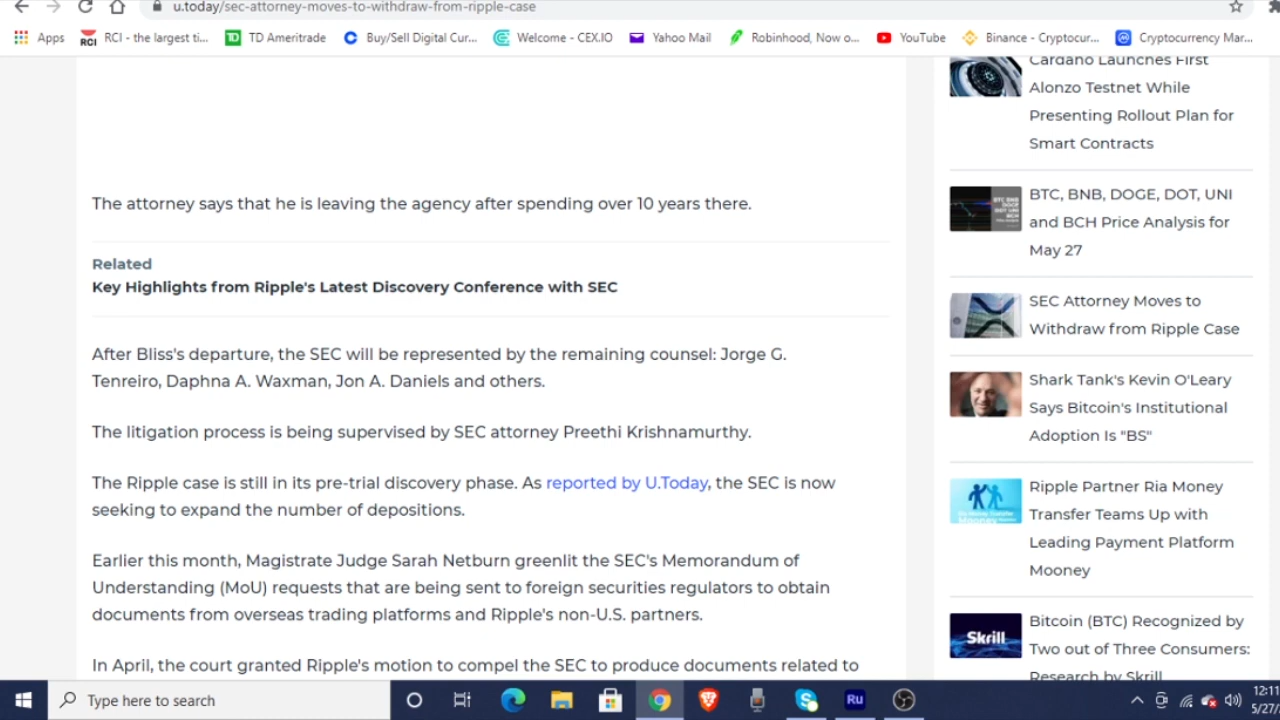 u.today/sec-attorney-moves-to-withdraw-from-ripple-case
Apps
RCI
RCI - the largest ti...
TD Ameritrade
Buy/Sell Digital Cur...
Welcome - CEX.IO
Yahoo Mail
Robinhood, Now o...
YouTube
Binance - Cryptocur...
Cryptocurrency Mar...
The attorney says that he is leaving the agency after spending over 10 years there.
Related
Key Highlights from Ripple's Latest Discovery Conference with SEC
After Bliss's departure, the SEC will be represented by the remaining counsel: Jorge G.
Tenreiro, Daphna A. Waxman, Jon A. Daniels and others.
The litigation process is being supervised by SEC attorney Preethi Krishnamurthy.
The Ripple case is still in its pre-trial discovery phase. As reported by U.Today, the SEC is now
seeking to expand the number of depositions.
Earlier this month, Magistrate Judge Sarah Netburn greenlit the SEC's Memorandum of
Understanding (MoU) requests that are being sent to foreign securities regulators to obtain
documents from overseas trading platforms and Ripple's non-U.S. partners.
In April, the court granted Ripple's motion to compel the SEC to produce documents related to
Cardano Launches First
Alonzo Testnet While
Presenting Rollout Plan for
Smart Contracts
BTC, BNB, DOGE, DOT, UNI
and BCH Price Analysis for
May 27
SEC Attorney Moves to
Withdraw from Ripple Case
Shark Tank's Kevin O'Leary
Says Bitcoin's Institutional
Adoption Is "BS"
Ripple Partner Ria Money
Transfer Teams Up with
Leading Payment Platform
Mooney
Skrill
Bitcoin (BTC) Recognized by
Two out of Three Consumers:
Research by Skrill
Type here to search
Ru
12:11
5/27/